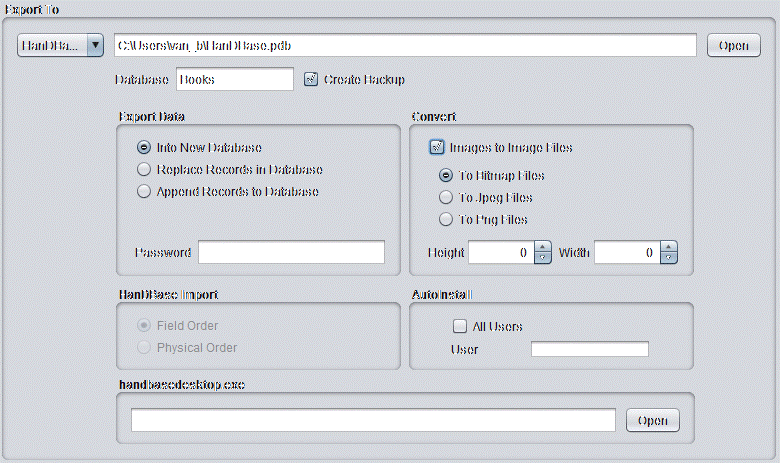 Export To
HanDBa...
C:\Users\vanj_b\HanDBase.pdb
Open
Database
Books
Create Backup
Export Data
Into New Database
Replace Records in Database
Append Records to Database
Password
Convert
Images to Image Files
To Bitmap Files
To Jpeg Files
To Png Files
Height
0
Width
0
HanDBase Import
Field Order
Physical Order
AutoInstall
All Users
User
handbasedesktop.exe
Open